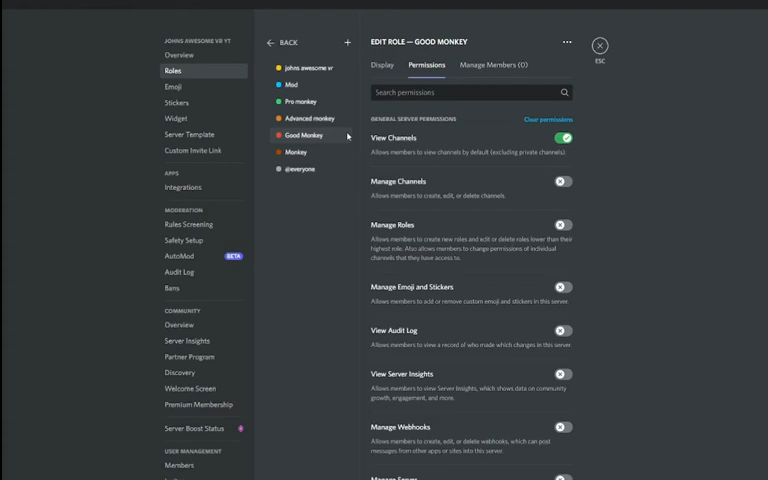 JOHNS AWESOME VR YT
Overview
Roles
Emoji
Stickers
Widget
Server Template
Custom Invite Link
APPS
Integrations
MODERATION
Rules Screening
Safety Setup
AutoMod BETA
Audit Log
Bans
COMMUNITY
Overview
Server Insights
Partner Program
Discovery
Welcome Screen
Premium Membership
Server Boost Status
USER MANAGEMENT
Members
BACK
johns awesome vr
Mod
Pro monkey
Advanced monkey
Good Monkey
Monkey
@everyone
EDIT ROLE — GOOD MONKEY
Display Permissions Manage Members (0)
Search permissions
GENERAL SERVER PERMISSIONS Clear permissions
View Channels
Allows members to view channels by default (excluding private channels).
Manage Channels
Allows members to create, edit, or delete channels.
Manage Roles
Allows members to create new roles and edit or delete roles lower than their
highest role. Also allows members to change permissions of individual
channels that they have access to.
Manage Emoji and Stickers
Allows members to add or remove custom emoji and stickers in this server.
View Audit Log
Allows members to view a record of who made which changes in this server.
View Server Insights
Allows members to view Server Insights, which shows data on community
growth, engagement, and more.
Manage Webhooks
Allows members to create, edit, or delete webhooks, which can post
messages from other apps or sites into this server.
Manage Server
ESC